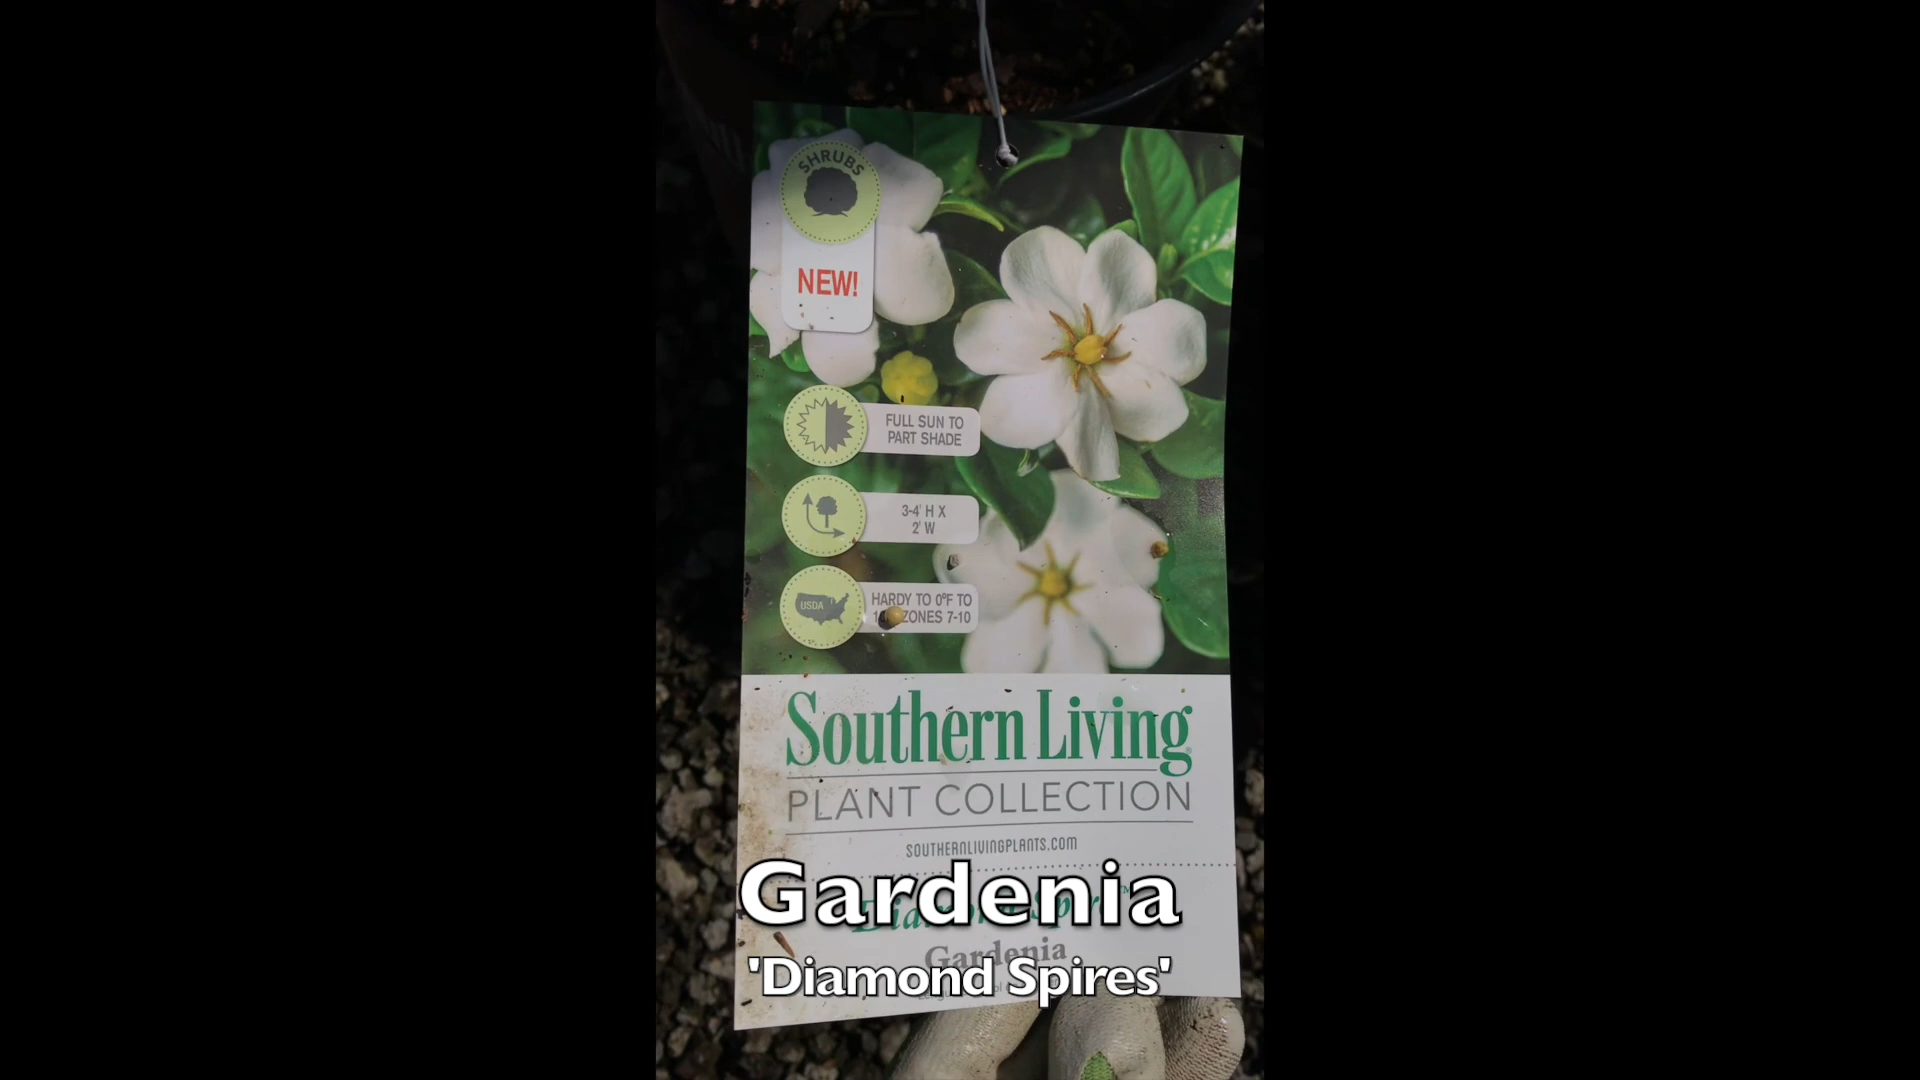 SHRUBS
NEW!
FULL SUN TO
PART SHADE
3-4' H X
2' W
USDA
HARDY TO 0°F TO
ZONES 7-10
Southern Living
PLANT COLLECTION
SOUTHERNLIVINGPLANTS.COM
Gardenia
Gardenia
'Diamond Spires'